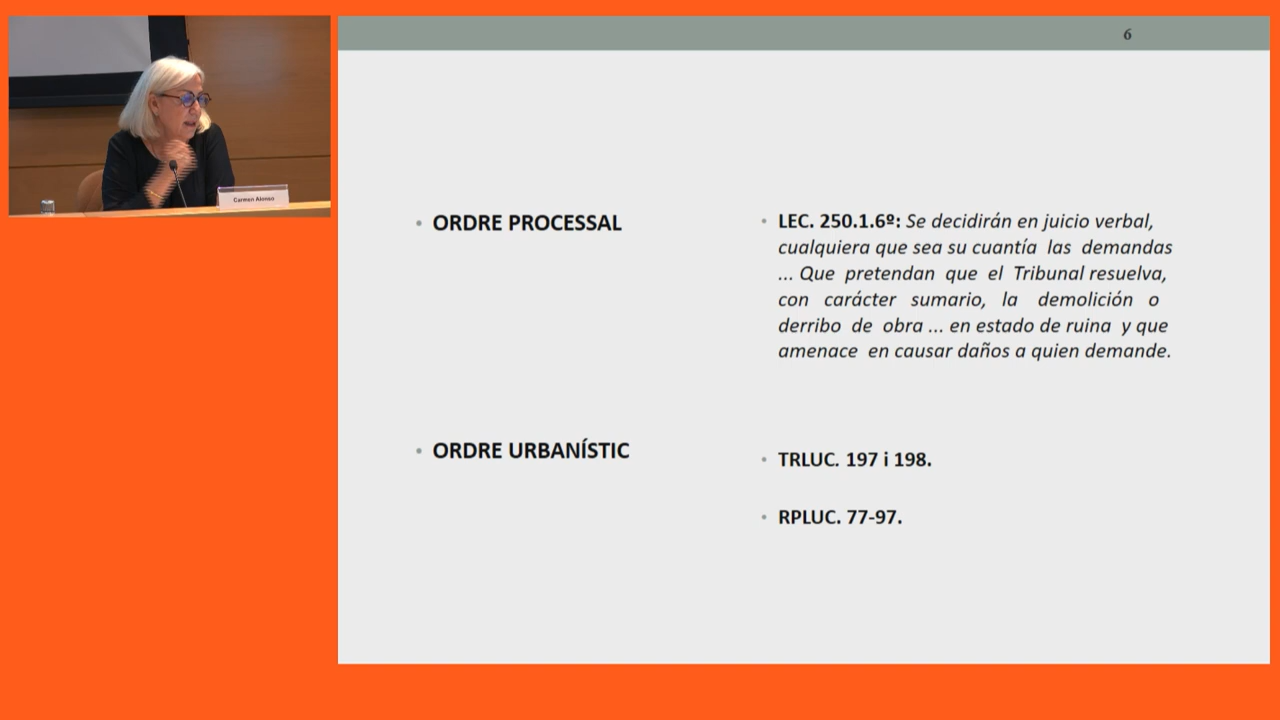 6
Carmen Alonso
• ORDRE PROCESSAL
• LEC. 250.1.6º: Se decidirán en juicio verbal,
cualquiera que sea su cuantía las demandas
... Que pretendan que el Tribunal resuelva,
con carácter sumario, la demolición o
derribo de obra ... en estado de ruina y que
amenace en causar daños a quien demande.
• ORDRE URBANÍSTIC
• TRLUC. 197 i 198.
• RPLUC. 77-97.